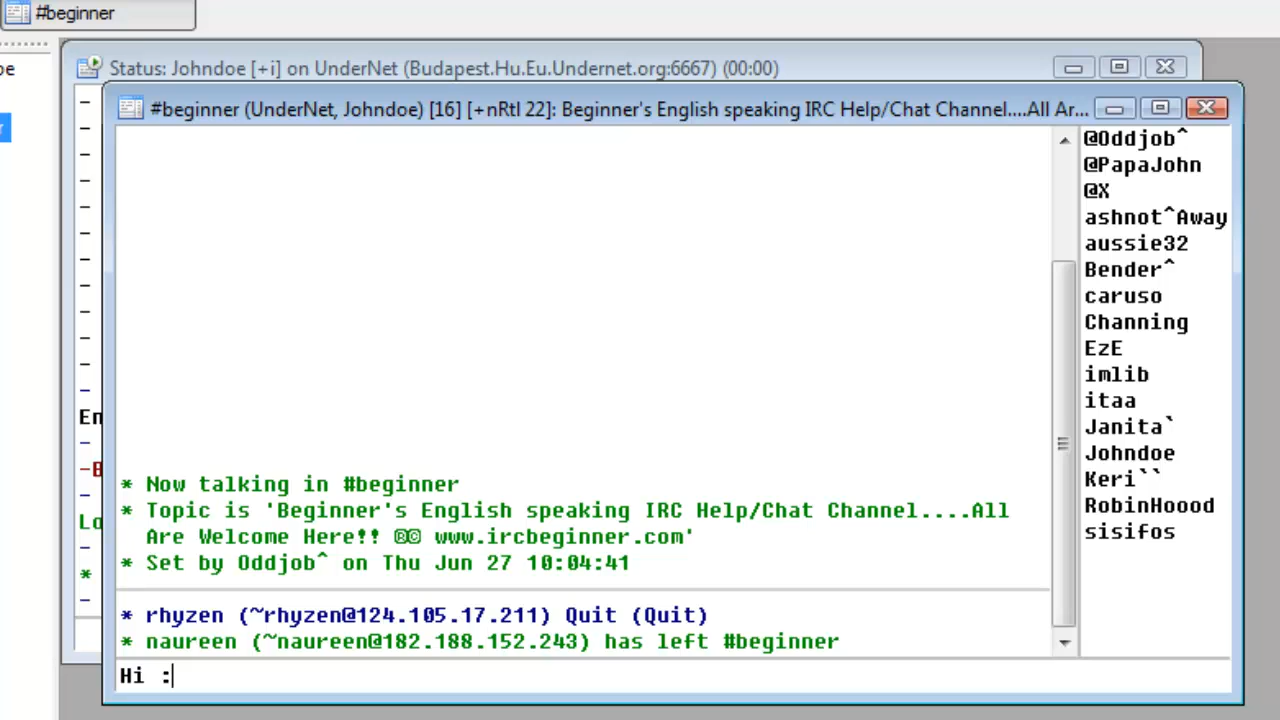 #beginner
Status: Johndoe [+i] on UnderNet (Budapest.Hu.Eu.Undernet.org:6667) (00:00)
#beginner (UnderNet, Johndoe) [16] [+nRtl 22]: Beginner's English speaking IRC Help/Chat Channel....All Ar...
@Oddjob^
@PapaJohn
@X
ashnot^Away
aussie32
Bender^
caruso
Channing
EzE
imlib
itaa
Janita`
Johndoe
Keri``
RobinHoood
sisifos
* Now talking in #beginner
* Topic is 'Beginner's English speaking IRC Help/Chat Channel....All
Are Welcome Here!! ®© www.ircbeginner.com'
* Set by Oddjob^ on Thu Jun 27 10:04:41
* rhyzen (~rhyzen@124.105.17.211) Quit (Quit)
* naureen (~naureen@182.188.152.243) has left #beginner
Hi :